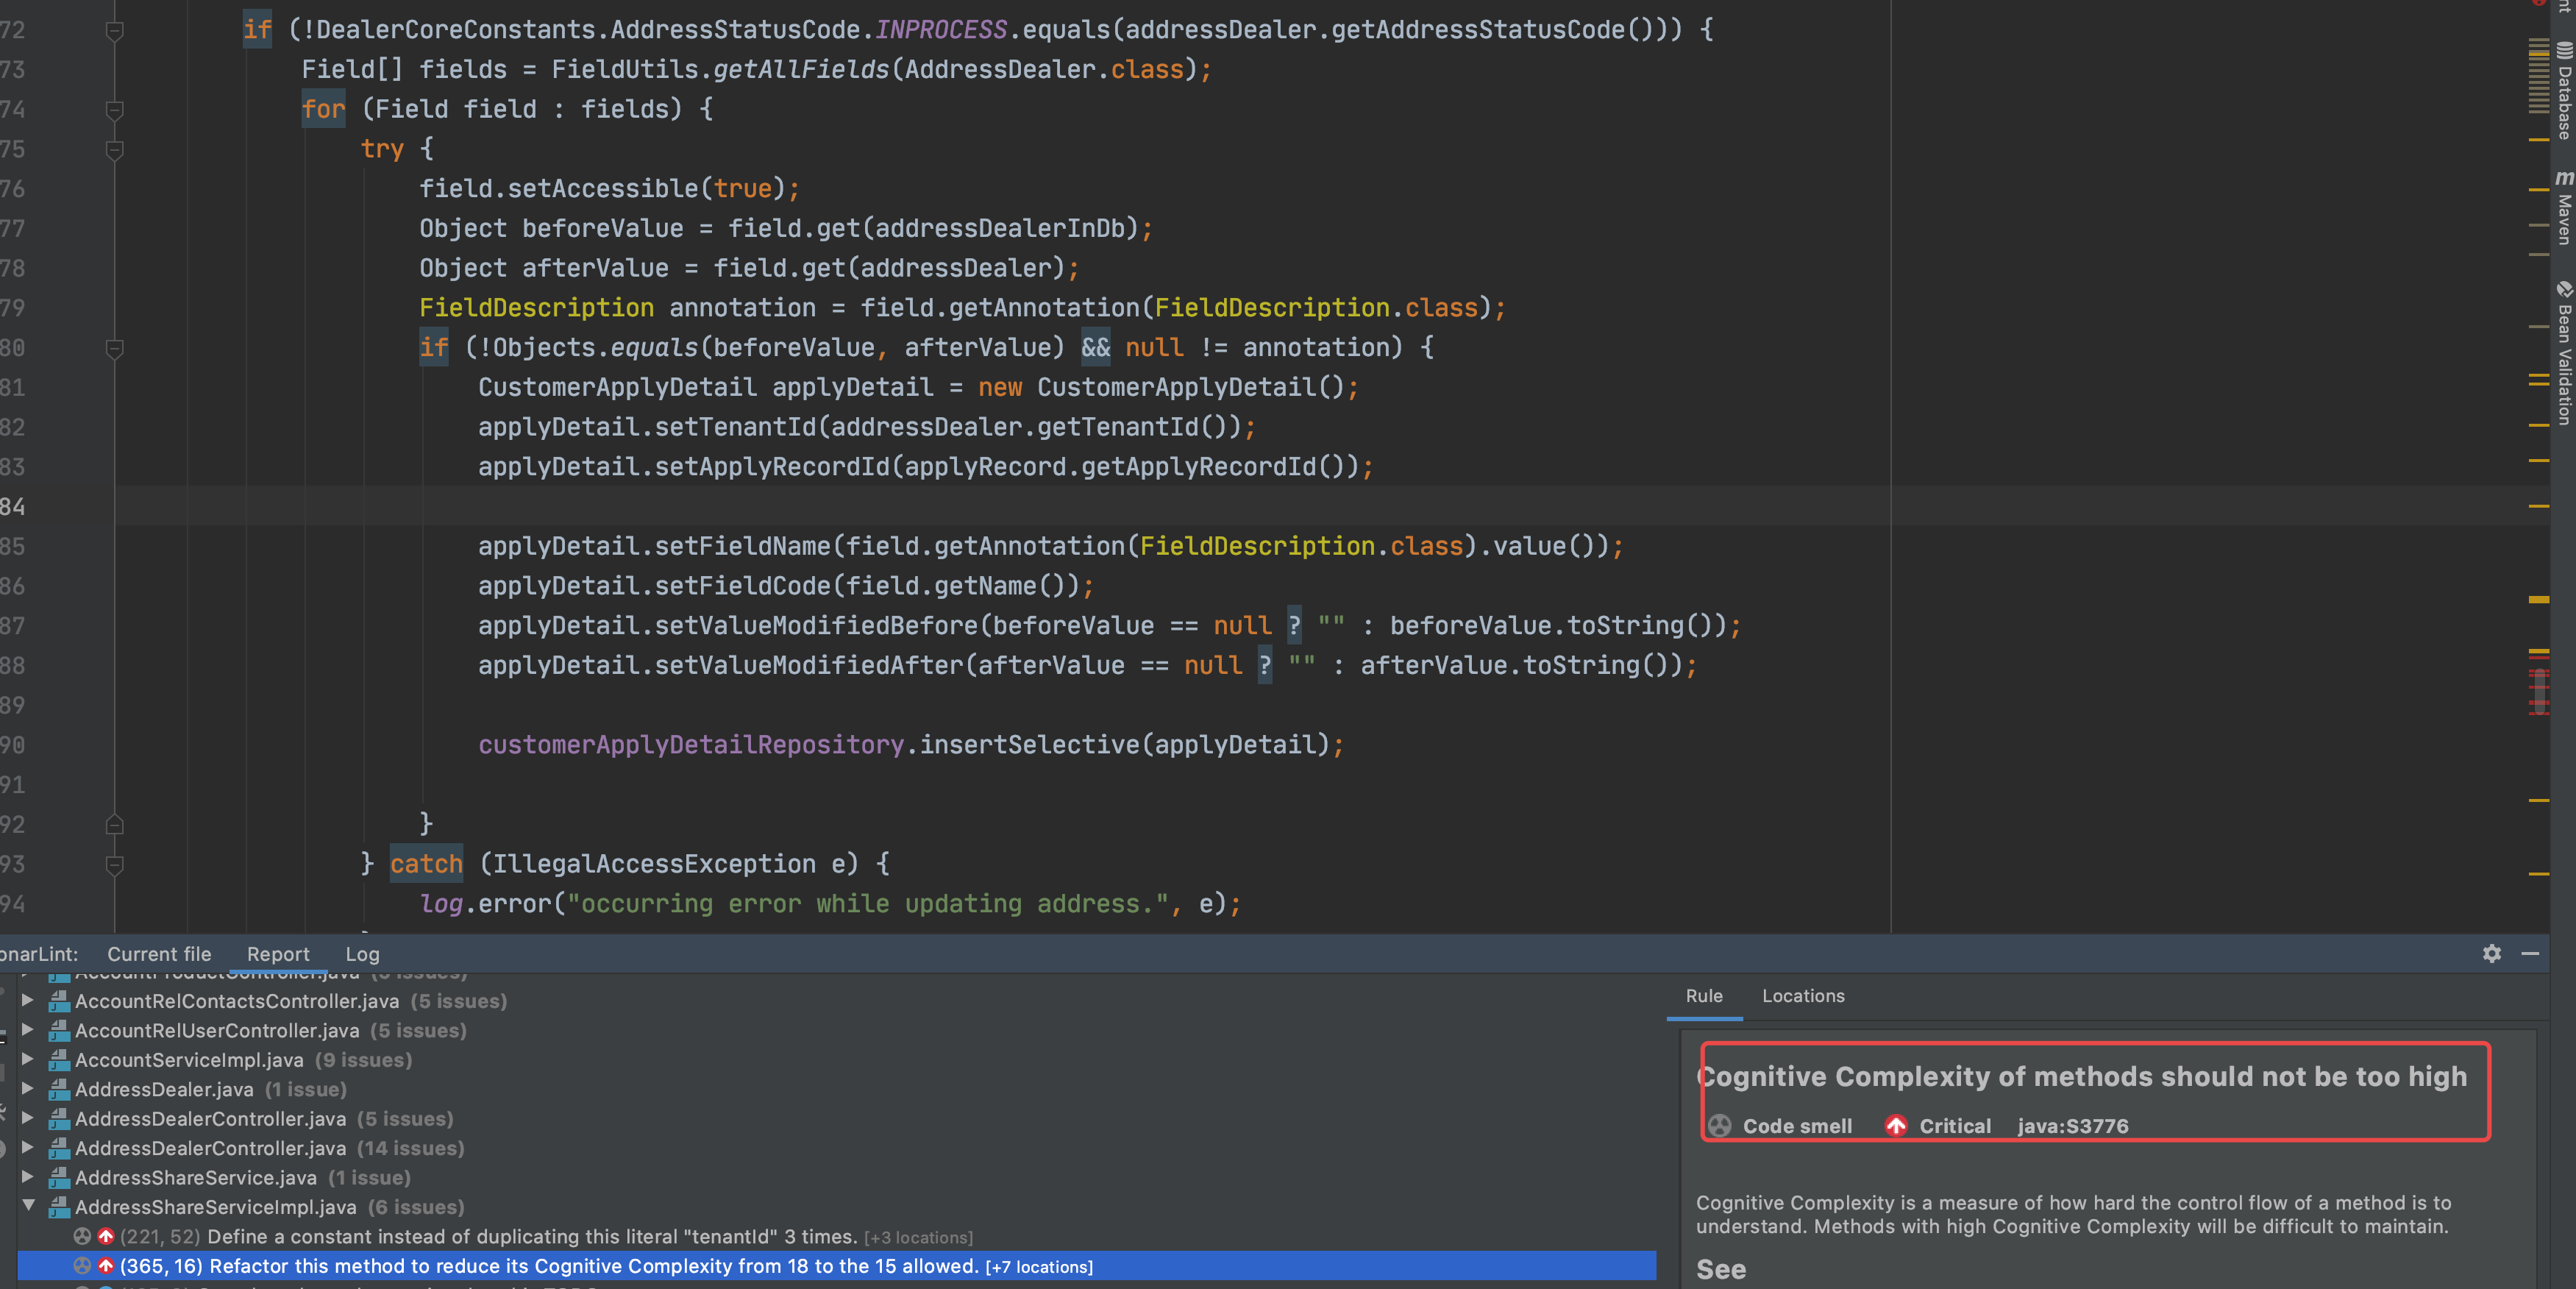 72 if (!DealerCoreConstants.AddressStatusCode.INPROCESS.equals(addressDealer.getAddressStatusCode())) {
73 Field[] fields = FieldUtils.getAllFields(AddressDealer.class);
74 for (Field field : fields) {
75 try {
76 field.setAccessible(true);
77 Object beforeValue = field.get(addressDealerInDb);
78 Object afterValue = field.get(addressDealer);
79 FieldDescription annotation = field.getAnnotation(FieldDescription.class);
80 if (!Objects.equals(beforeValue, afterValue) && null != annotation) {
81 CustomerApplyDetail applyDetail = new CustomerApplyDetail();
82 applyDetail.setTenantId(addressDealer.getTenantId());
83 applyDetail.setApplyRecordId(applyRecord.getApplyRecordId());
84
85 applyDetail.setFieldName(field.getAnnotation(FieldDescription.class).value());
86 applyDetail.setFieldCode(field.getName());
87 applyDetail.setValueModifiedBefore(beforeValue == null ? "" : beforeValue.toString());
88 applyDetail.setValueModifiedAfter(afterValue == null ? "" : afterValue.toString());
89
90 customerApplyDetailRepository.insertSelective(applyDetail);
91
92 }
93 } catch (IllegalAccessException e) {
94 log.error("occurring error while updating address.", e);
Database
m Maven
Bean Validation
onarLint: Current file Report Log
AccountProductController.java
AccountRelContactsController.java (5 issues)
AccountRelUserController.java (5 issues)
AccountServiceImpl.java (9 issues)
AddressDealer.java (1 issue)
AddressDealerController.java (5 issues)
AddressDealerController.java (14 issues)
AddressShareService.java (1 issue)
AddressShareServiceImpl.java (6 issues)
(221, 52) Define a constant instead of duplicating this literal "tenantId" 3 times. [+3 locations]
(365, 16) Refactor this method to reduce its Cognitive Complexity from 18 to the 15 allowed. [+7 locations]
Rule Locations
Cognitive Complexity of methods should not be too high
Code smell Critical java:S3776
Cognitive Complexity is a measure of how hard the control flow of a method is to
understand. Methods with high Cognitive Complexity will be difficult to maintain.
See